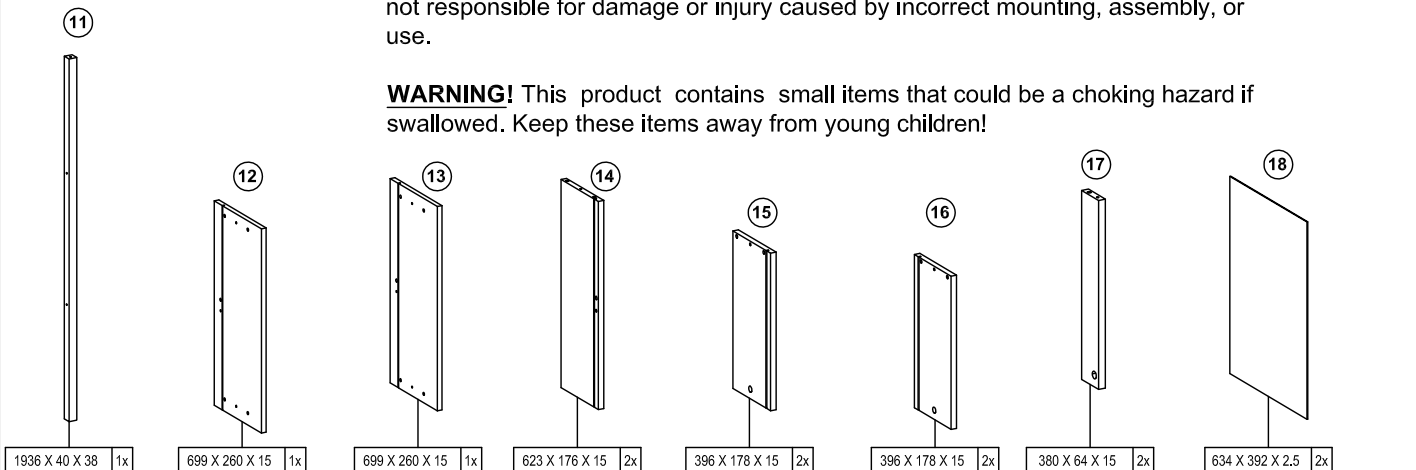 not responsible for damage or injury caused by incorrect mounting, assembly, or
use.
WARNING! This product contains small items that could be a choking hazard if
swallowed. Keep these items away from young children!
11
12
13
14
15
16
17
18
1936 X 40 X 38 1x
699 X 260 X 15 1x
699 X 260 X 15 1x
623 X 176 X 15 2x
396 X 178 X 15 2x
396 X 178 X 15 2x
380 X 64 X 15 2x
634 X 392 X 2.5 2x